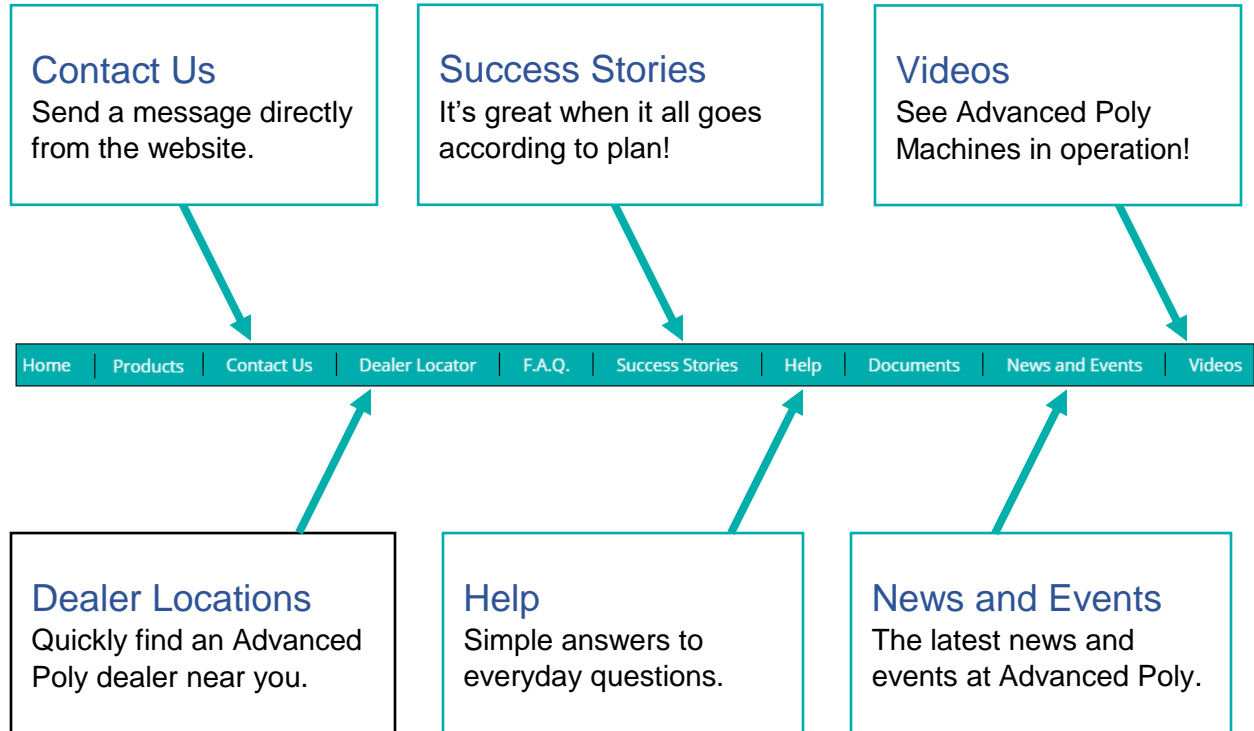 Contact Us
Send a message directly
from the website.
Success Stories
It’s great when it all goes
according to plan!
Videos
See Advanced Poly
Machines in operation!
Home | Products | Contact Us | Dealer Locator | F.A.Q. | Success Stories | Help | Documents | News and Events | Videos
Dealer Locations
Quickly find an Advanced
Poly dealer near you.
Help
Simple answers to
everyday questions.
News and Events
The latest news and
events at Advanced Poly.